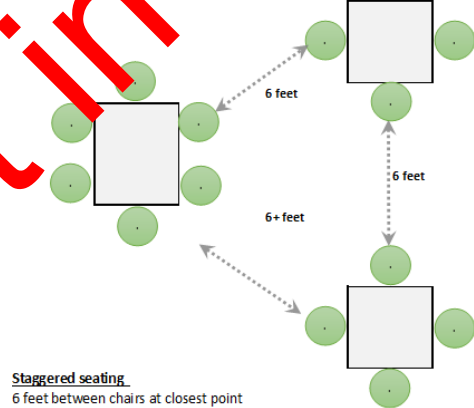 6 feet
6 feet
6+ feet
Staggered seating
6 feet between chairs at closest point